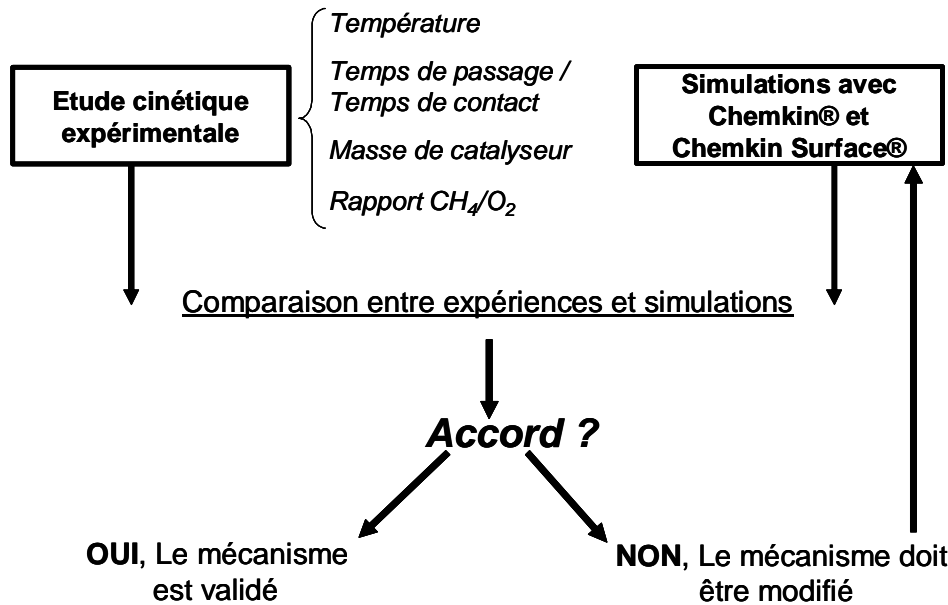 Etude cinétique
expérimentale
Température
Temps de passage /
Temps de contact
Masse de catalyseur
Rapport CH₄/O₂
Simulations avec
Chemkin® et
Chemkin Surface®
Comparaison entre expériences et simulations
Accord ?
OUI, Le mécanisme
est validé
NON, Le mécanisme doit
être modifié